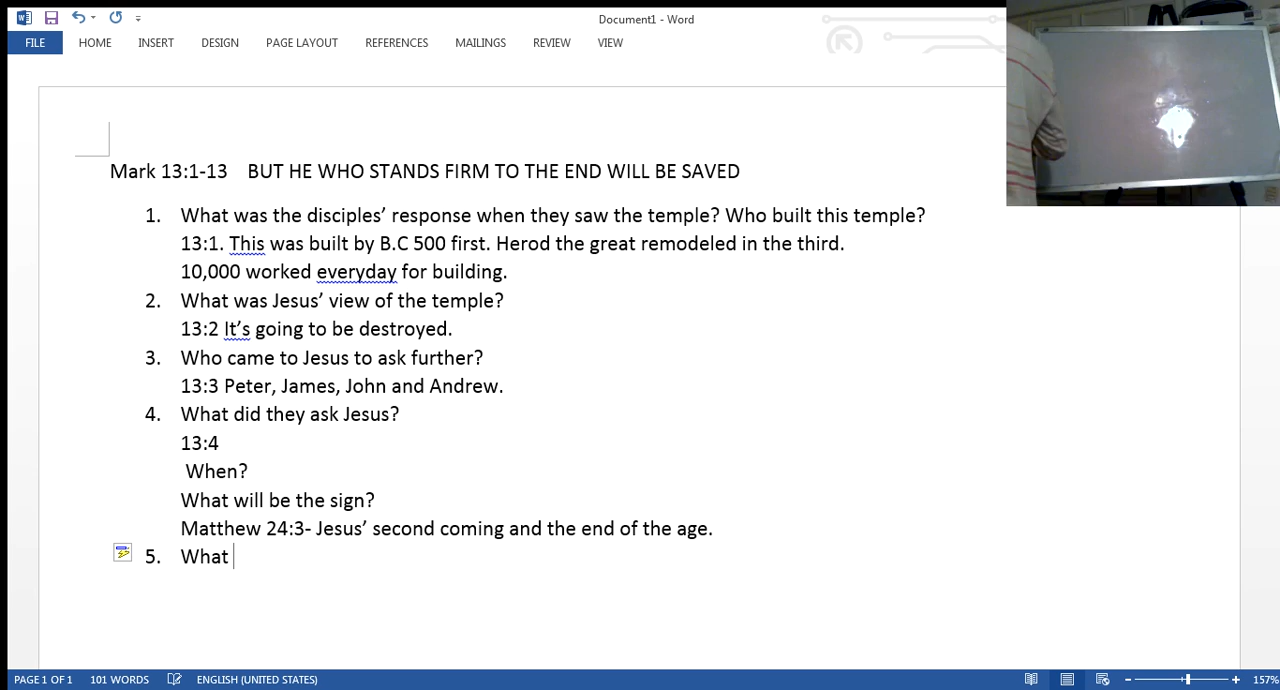 Document1 - Word
FILE HOME INSERT DESIGN PAGE LAYOUT REFERENCES MAILINGS REVIEW VIEW
Mark 13:1-13 BUT HE WHO STANDS FIRM TO THE END WILL BE SAVED
1. What was the disciples’ response when they saw the temple? Who built this temple?
13:1. This was built by B.C 500 first. Herod the great remodeled in the third.
10,000 worked everyday for building.
2. What was Jesus’ view of the temple?
13:2 It’s going to be destroyed.
3. Who came to Jesus to ask further?
13:3 Peter, James, John and Andrew.
4. What did they ask Jesus?
13:4
When?
What will be the sign?
Matthew 24:3- Jesus’ second coming and the end of the age.
5. What
PAGE 1 OF 1 101 WORDS ENGLISH (UNITED STATES) 157%